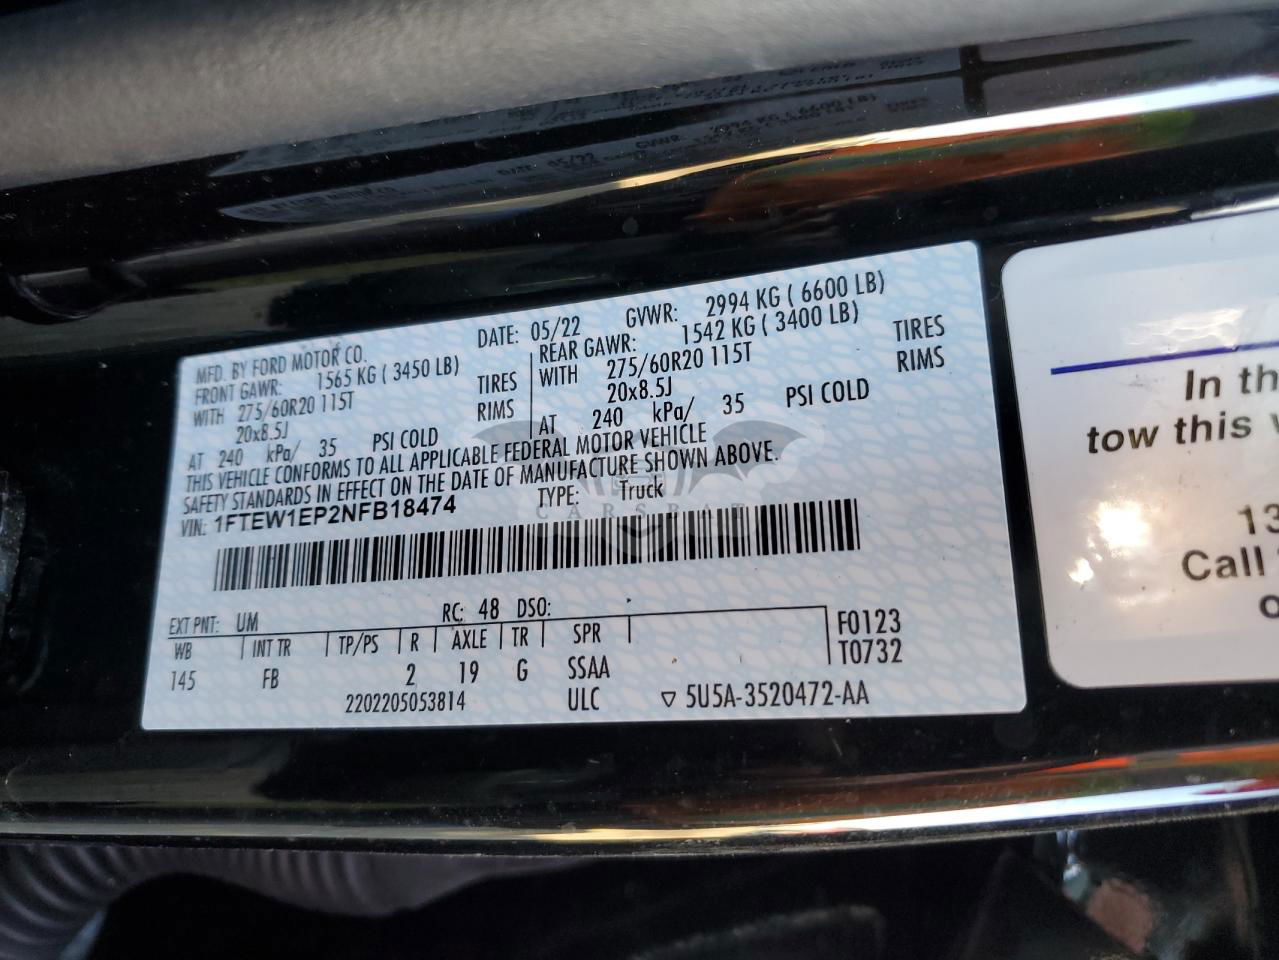 MFD. BY FORD MOTOR CO. DATE: 05/22 GVWR: 2994 KG ( 6600 LB)
FRONT GAWR: 1565 KG ( 3450 LB) REAR GAWR: 1542 KG ( 3400 LB)
WITH 275/60R20 115T TIRES WITH 275/60R20 115T TIRES
20x8.5J RIMS 20x8.5J RIMS
AT 240 kPa/ 35 PSI COLD AT 240 kPa/ 35 PSI COLD
THIS VEHICLE CONFORMS TO ALL APPLICABLE FEDERAL MOTOR VEHICLE
SAFETY STANDARDS IN EFFECT ON THE DATE OF MANUFACTURE SHOWN ABOVE.
VIN: 1FTEW1EP2NFB18474 TYPE: Truck
CARSBAT
EXT PNT: UM RC: 48 DSO:
WB INT TR TP/PS R AXLE TR SPR F0123
145 FB 2 19 G SSAA T0732
2202205053814 ULC ▽ 5U5A-3520472-AA
In th
tow this
13
Call